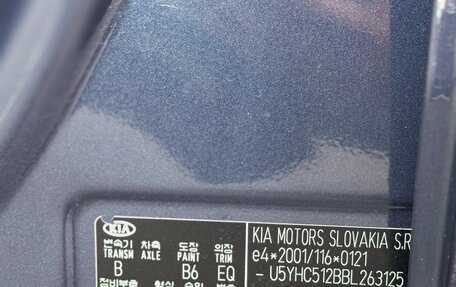 KIA
KIA MOTORS SLOVAKIA S.R
변속기 차축 도장 의장
TRANSM AXLE PAINT TRIM
e4*2001/116*0121
B B6 EQ
- U5YHC512BBL263125